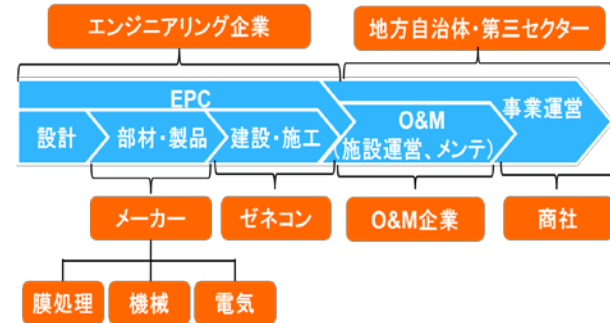 エンジニアリング企業
地方自治体・第三セクター
EPC
事業運営
設計
部材・製品
建設・施工
O&M
(施設運営、メンテ)
メーカー
ゼネコン
O&M企業
商社
膜処理
機械
電気